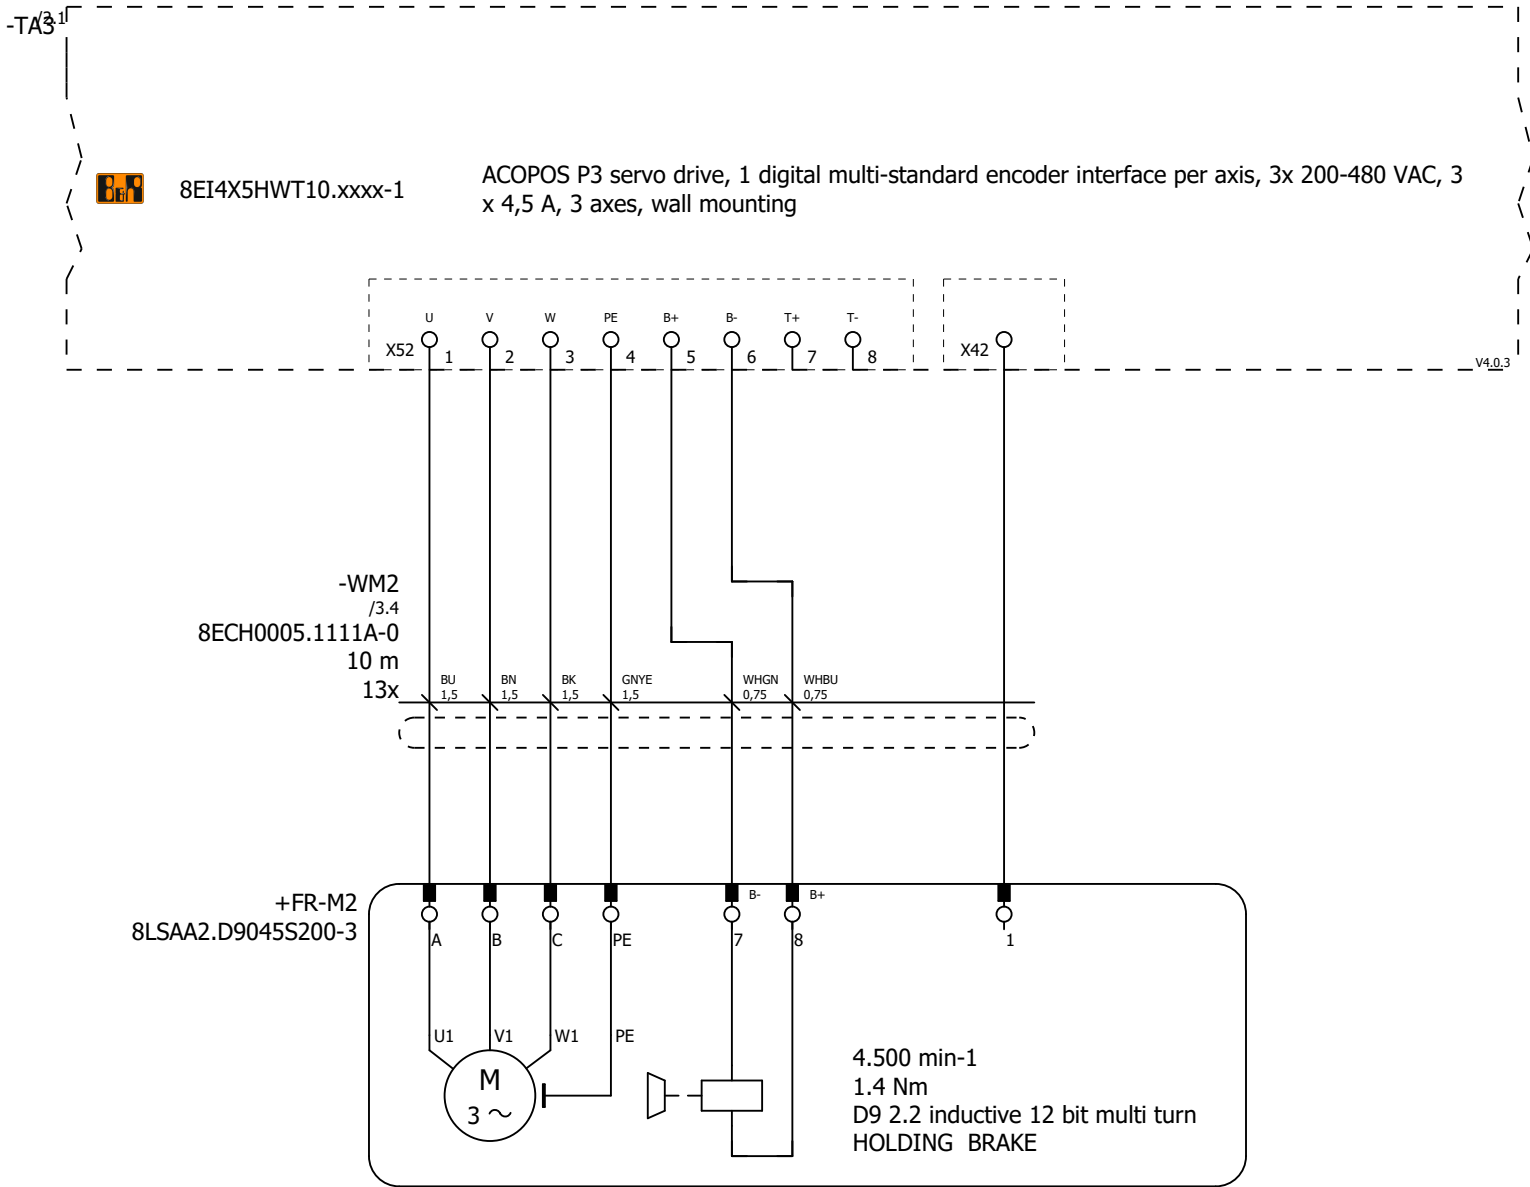 -TA3
/2.1
B&R
8EI4X5HWT10.xxxx-1
ACOPOS P3 servo drive, 1 digital multi-standard encoder interface per axis, 3x 200-480 VAC, 3
x 4,5 A, 3 axes, wall mounting
U V W PE B+ B- T+ T-
X52 1 2 3 4 5 6 7 8 X42
V4.0.3
-WM2
/3.4
8ECH0005.1111A-0
10 m
13x
BU BN BK GNYE WHGN WHBU
1,5 1,5 1,5 1,5 0,75 0,75
+FR-M2
8LSAA2.D9045S200-3
B- B+
A B C PE 7 8 1
U1 V1 W1 PE
M
3 ~
4.500 min-1
1.4 Nm
D9 2.2 inductive 12 bit multi turn
HOLDING BRAKE